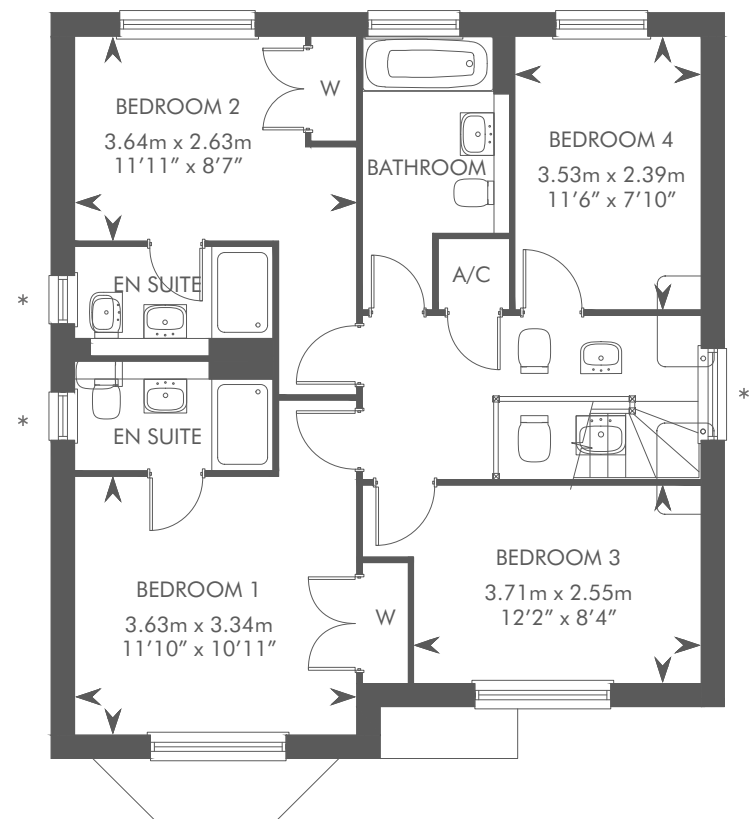 W
BEDROOM 2
3.64m x 2.63m
11’11” x 8’7”
BATHROOM
BEDROOM 4
3.53m x 2.39m
11’6” x 7’10”
EN SUITE
A/C
*
*
*
EN SUITE
BEDROOM 1
3.63m x 3.34m
11’10” x 10’11”
W
BEDROOM 3
3.71m x 2.55m
12’2” x 8’4”